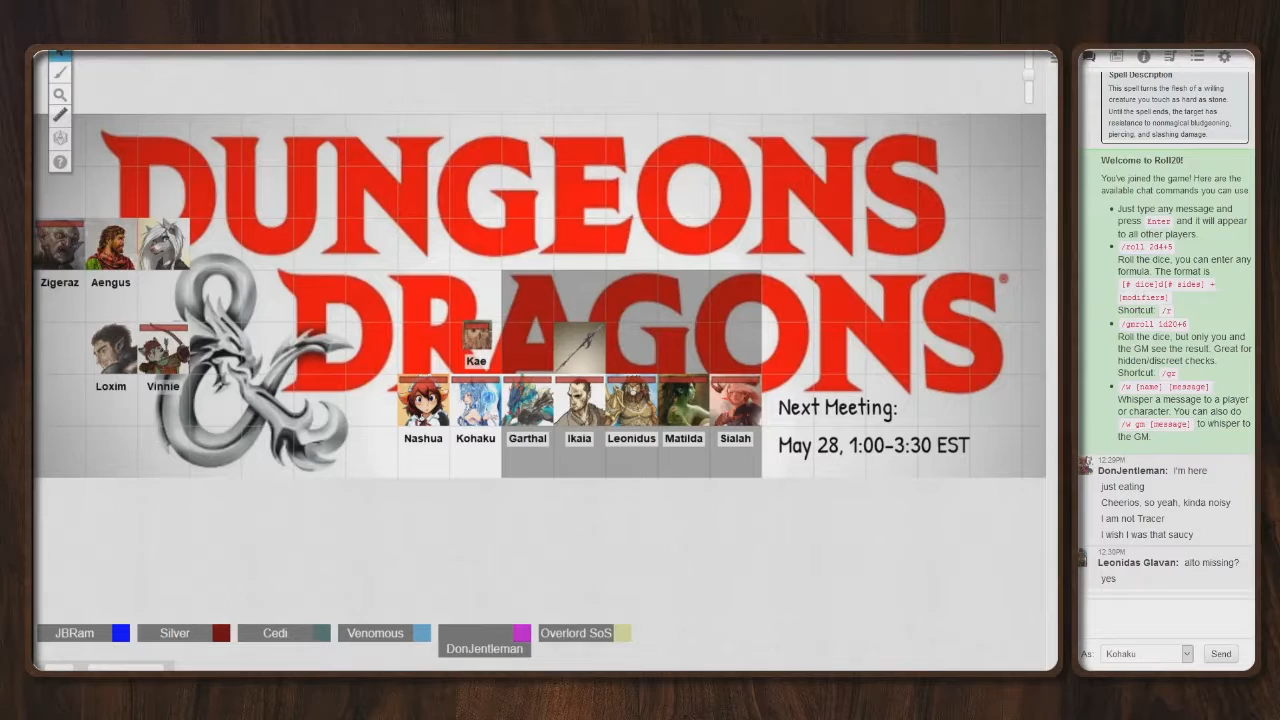 DUNGEONS
&
DRAGONS®
Zigeraz Aengus
Kae
Loxim Vinnie
Nashua Kohaku Garthal Ikaia Leonidus Matilda Sialah
Next Meeting:
May 28, 1:00-3:30 EST
JBRam Silver Cedi Venomous DonJentleman Overlord SoS
Spell Description
This spell turns the flesh of a willing
creature you touch as hard as stone.
Until the spell ends, the target has
resistance to nonmagical bludgeoning,
piercing, and slashing damage.
Welcome to Roll20!
You've joined the game! Here are the
available chat commands you can use
• Just type any message and
press Enter and it will appear
to all other players.
• /roll 2d4+5
Roll the dice, you can enter any
formula. The format is
[# dice]d[# sides] +
[modifiers]
Shortcut: /r
• /gmroll 1d20+6
Roll the dice, but only you and
the GM see the result. Great for
hidden/discreet checks.
Shortcut: /gr
• /w [name] [message]
Whisper a message to a player
or character. You can also do
/w gm [message] to whisper to
the GM.
12:29PM
DonJentleman: I'm here
just eating
Cheerios, so yeah, kinda noisy
I am not Tracer
I wish I was that saucy
12:30PM
Leonidas Glavan: alto missing?
yes
As: Kohaku Send